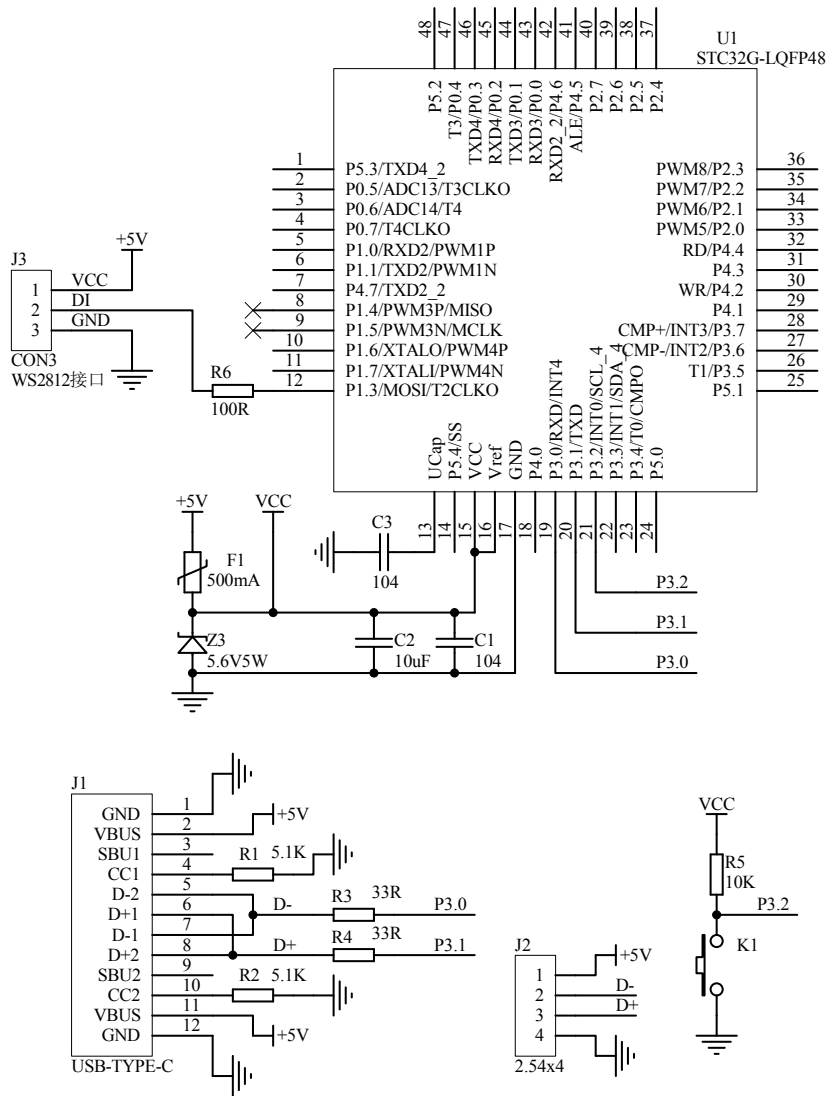 48
47
46
45
44
43
42
41
40
39
38
37
U1
STC32G-LQFP48
P5.2
T3/P0.4
TXD4/P0.3
RXD4/P0.2
TXD3/P0.1
RXD3/P0.0
RXD2_2/P4.6
ALE/P4.5
P2.7
P2.6
P2.5
P2.4
1 P5.3/TXD4_2
2 P0.5/ADC13/T3CLKO
3 P0.6/ADC14/T4
4 P0.7/T4CLKO
5 P1.0/RXD2/PWM1P
6 P1.1/TXD2/PWM1N
7 P4.7/TXD2_2
8 P1.4/PWM3P/MISO
9 P1.5/PWM3N/MCLK
10 P1.6/XTALO/PWM4P
11 P1.7/XTALI/PWM4N
12 P1.3/MOSI/T2CLKO
PWM8/P2.3 36
PWM7/P2.2 35
PWM6/P2.1 34
PWM5/P2.0 33
RD/P4.4 32
P4.3 31
WR/P4.2 30
P4.1 29
CMP+/INT3/P3.7 28
CMP-/INT2/P3.6 27
T1/P3.5 26
P5.1 25
UCap
P5.4/SS
VCC
Vref
GND
P4.0
P3.0/RXD/INT4
P3.1/TXD
P3.2/INT0/SCL_4
P3.3/INT1/SDA_4
P3.4/T0/CMPO
P5.0
13
14
15
16
17
18
19
20
21
22
23
24
+5V
J3
1 VCC
2 DI
3 GND
CON3
WS2812接口
R6
100R
+5V
VCC
C3
104
F1
500mA
Z3
5.6V5W
C2
10uF
C1
104
P3.2
P3.1
P3.0
J1
GND 1
VBUS 2 +5V
SBU1 3
CC1 4 R1 5.1K
D-2 5
D+1 6 D- R3 33R P3.0
D-1 7
D+2 8 D+ R4 33R P3.1
SBU2 9
CC2 10 R2 5.1K
VBUS 11 +5V
GND 12
USB-TYPE-C
J2
1 +5V
2 D-
3 D+
4
2.54x4
VCC
R5
10K
P3.2
K1